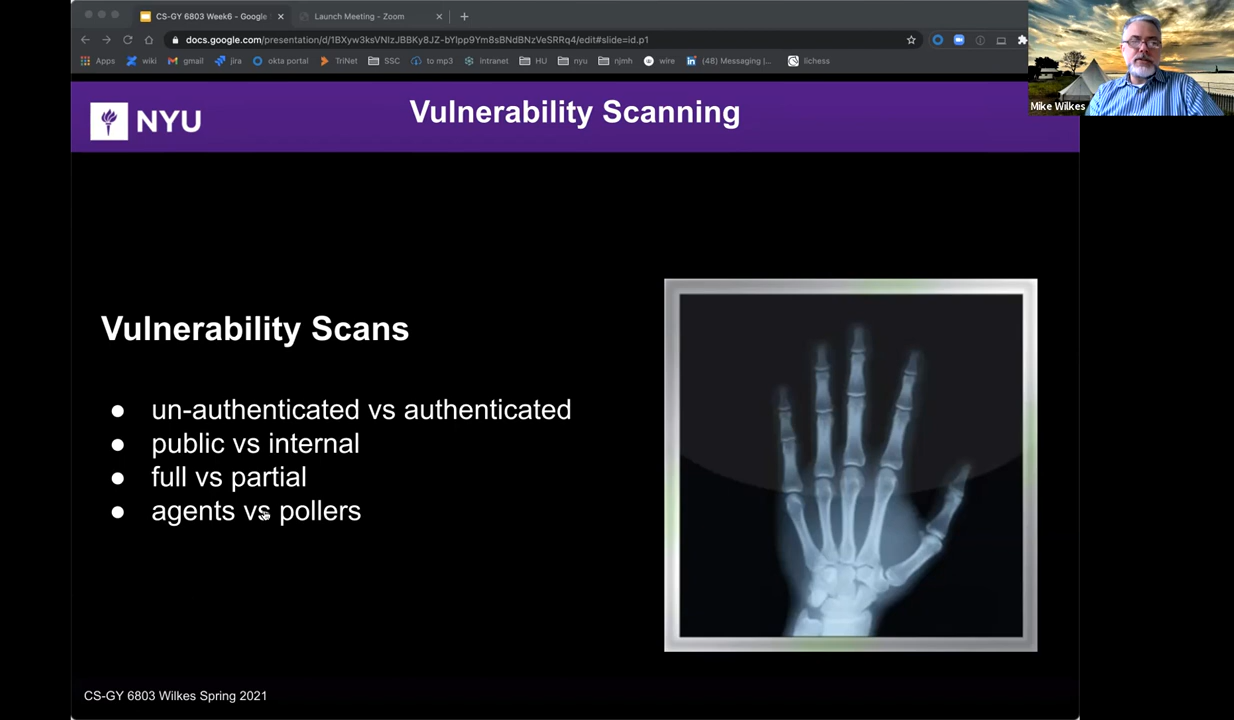 CS-GY 6803 Week6 - Google
Launch Meeting - Zoom
docs.google.com/presentation/d/1BXyw3ksVNIzJBBKy8JZ-bYlpp9Ym8sBNdBNzVeSRRq4/edit#slide=id.p1
Apps wiki gmail jira okta portal TriNet SSC to mp3 Intranet HU nyu njmh wire (48) Messaging |... lichess
Mike Wilkes
NYU
Vulnerability Scanning
Vulnerability Scans
● un-authenticated vs authenticated
● public vs internal
● full vs partial
● agents vs pollers
CS-GY 6803 Wilkes Spring 2021